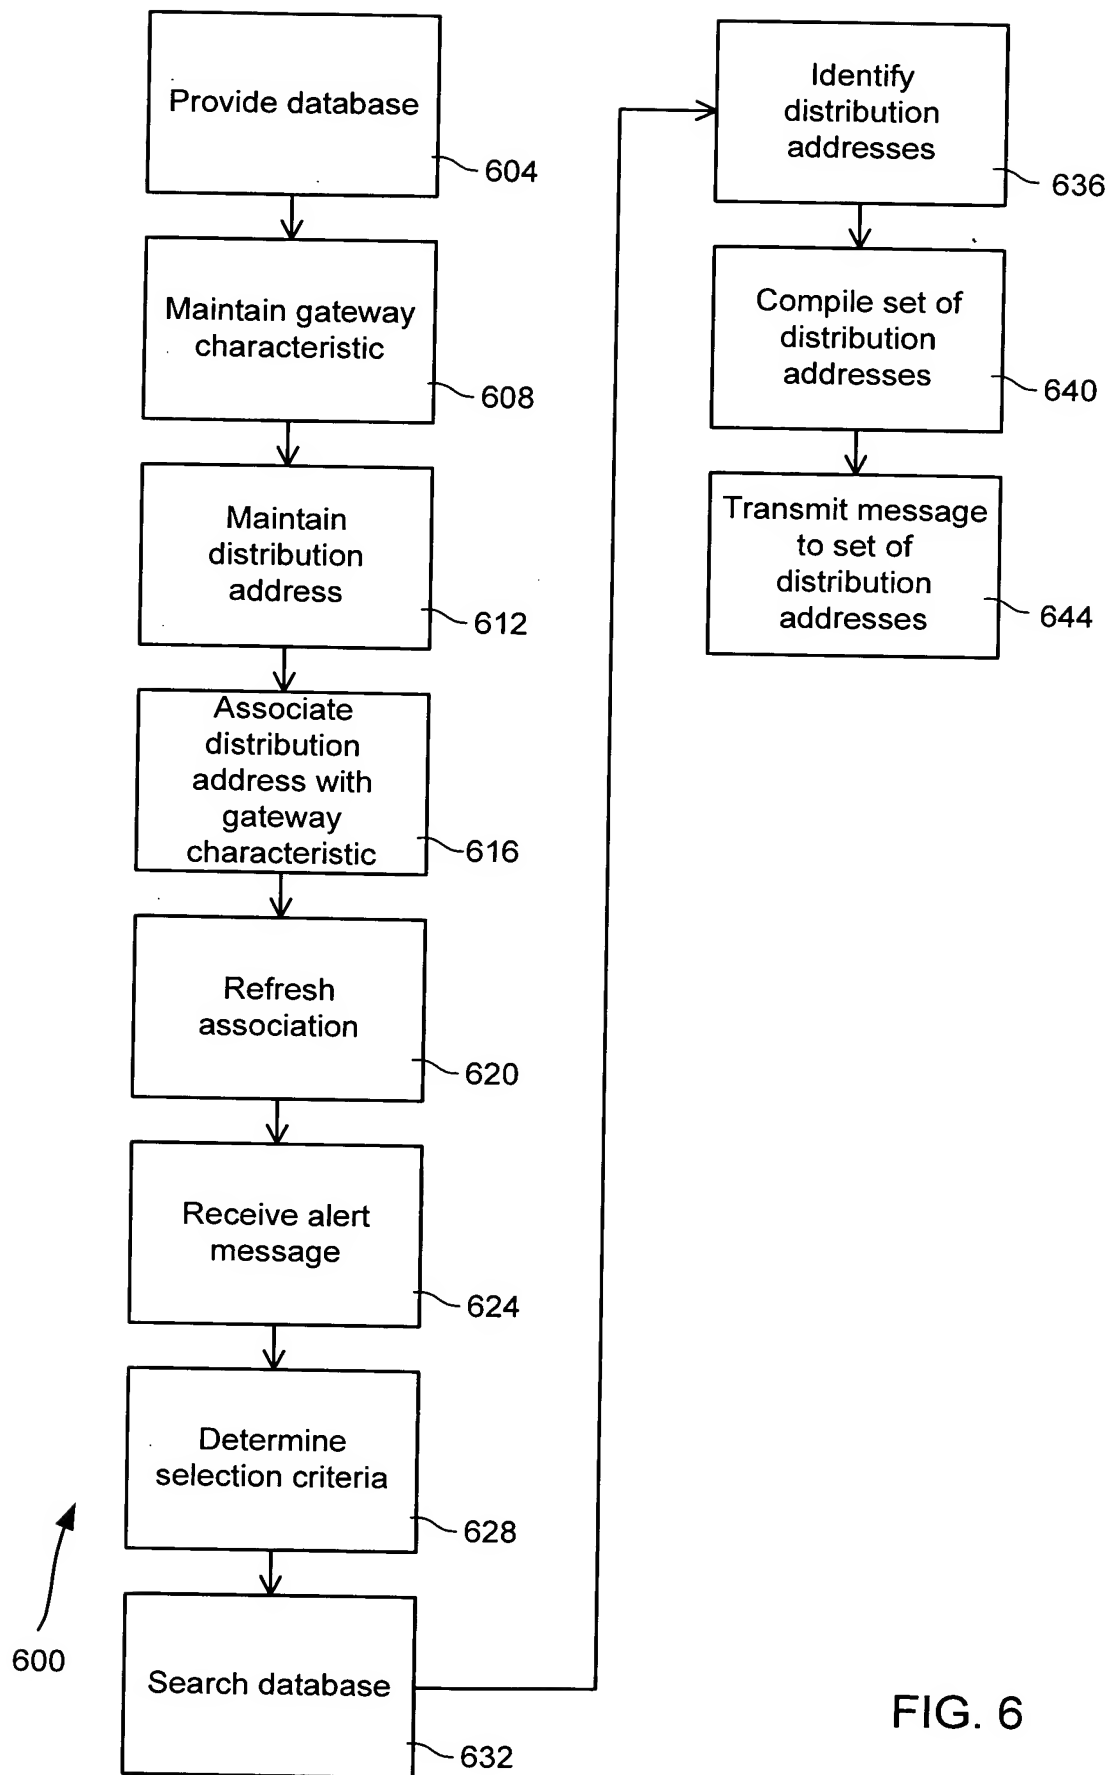 Provide database
604
Maintain gateway
characteristic
608
Maintain
distribution
address
612
Associate
distribution
address with
gateway
characteristic
616
Refresh
association
620
Receive alert
message
624
Determine
selection criteria
628
Search database
632
600
Identify
distribution
addresses
636
Compile set of
distribution
addresses
640
Transmit message
to set of
distribution
addresses
644
FIG. 6